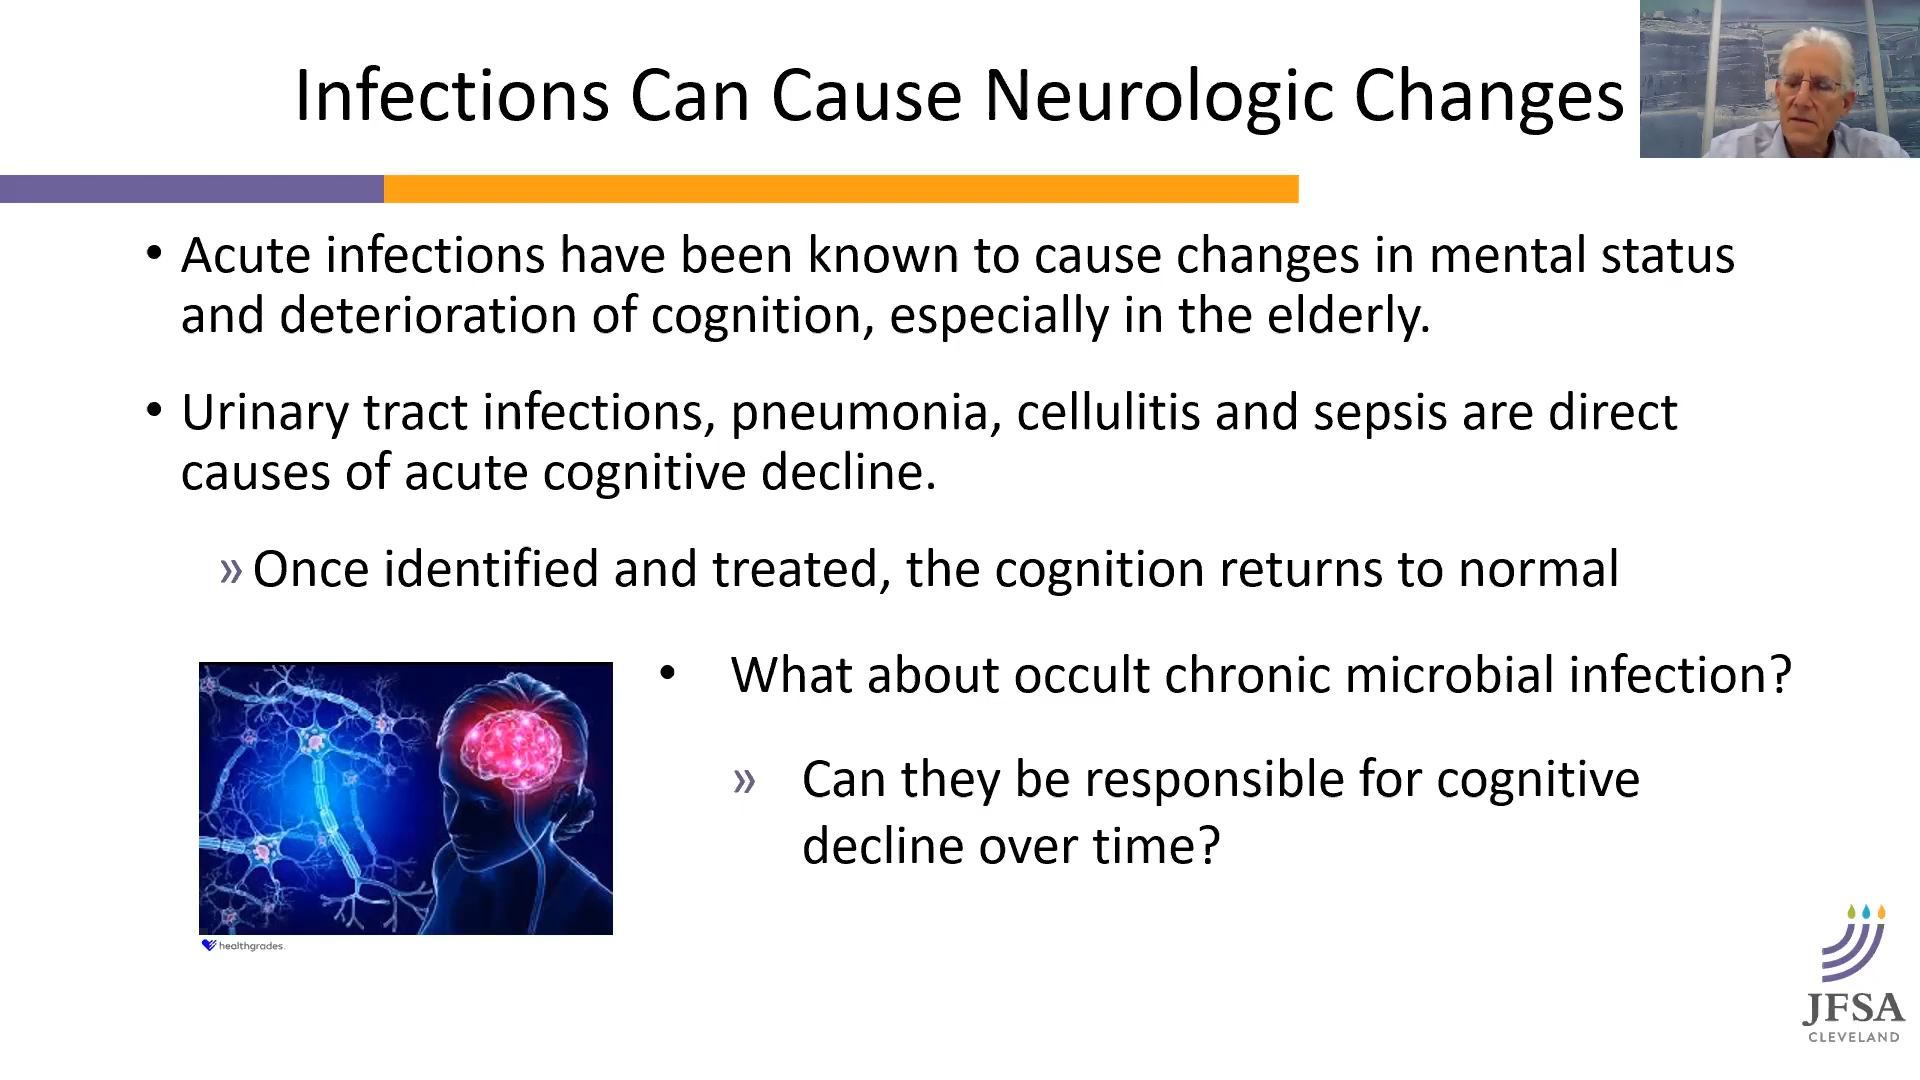 Infections Can Cause Neurologic Changes
• Acute infections have been known to cause changes in mental status
and deterioration of cognition, especially in the elderly.
• Urinary tract infections, pneumonia, cellulitis and sepsis are direct
causes of acute cognitive decline.
» Once identified and treated, the cognition returns to normal
• What about occult chronic microbial infection?
» Can they be responsible for cognitive
decline over time?
healthgrades.
JFSA
CLEVELAND